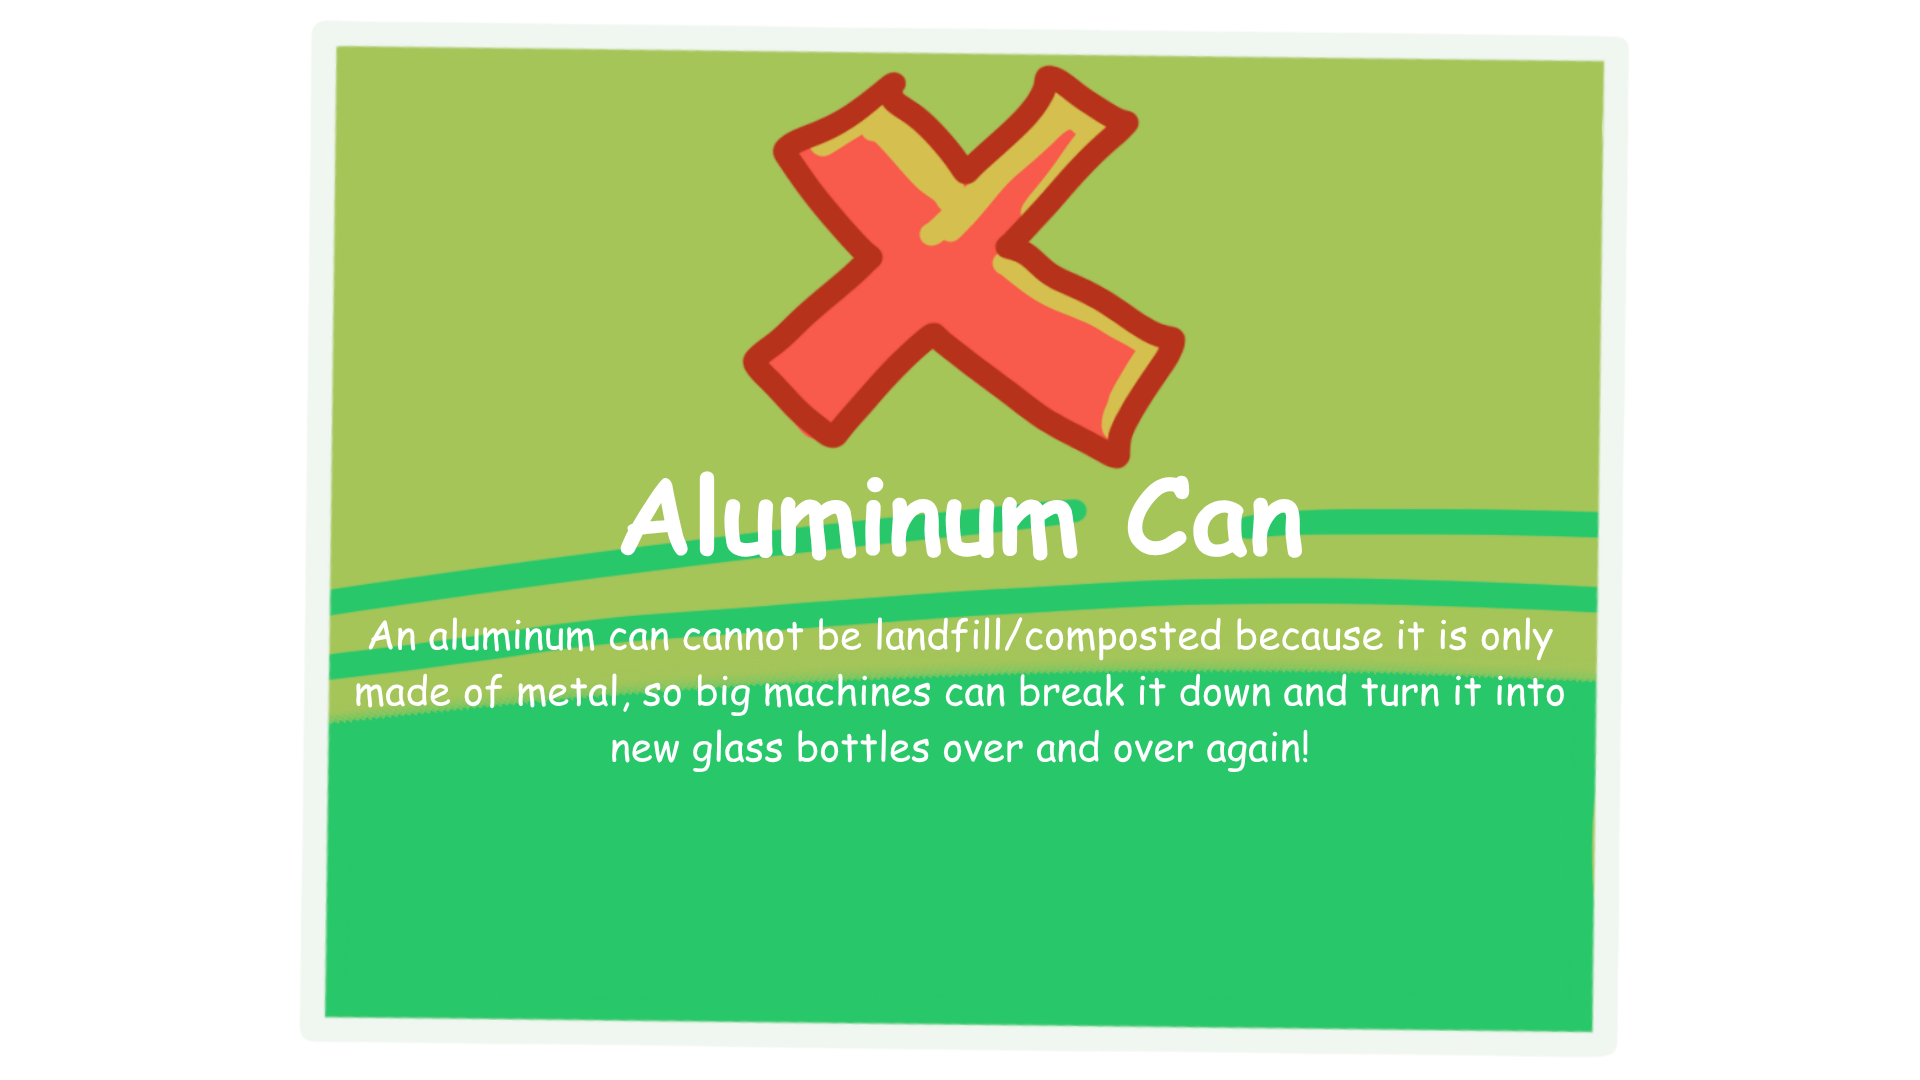 Aluminum Can
An aluminum can cannot be landfill/composted because it is only
made of metal, so big machines can break it down and turn it into
new glass bottles over and over again!